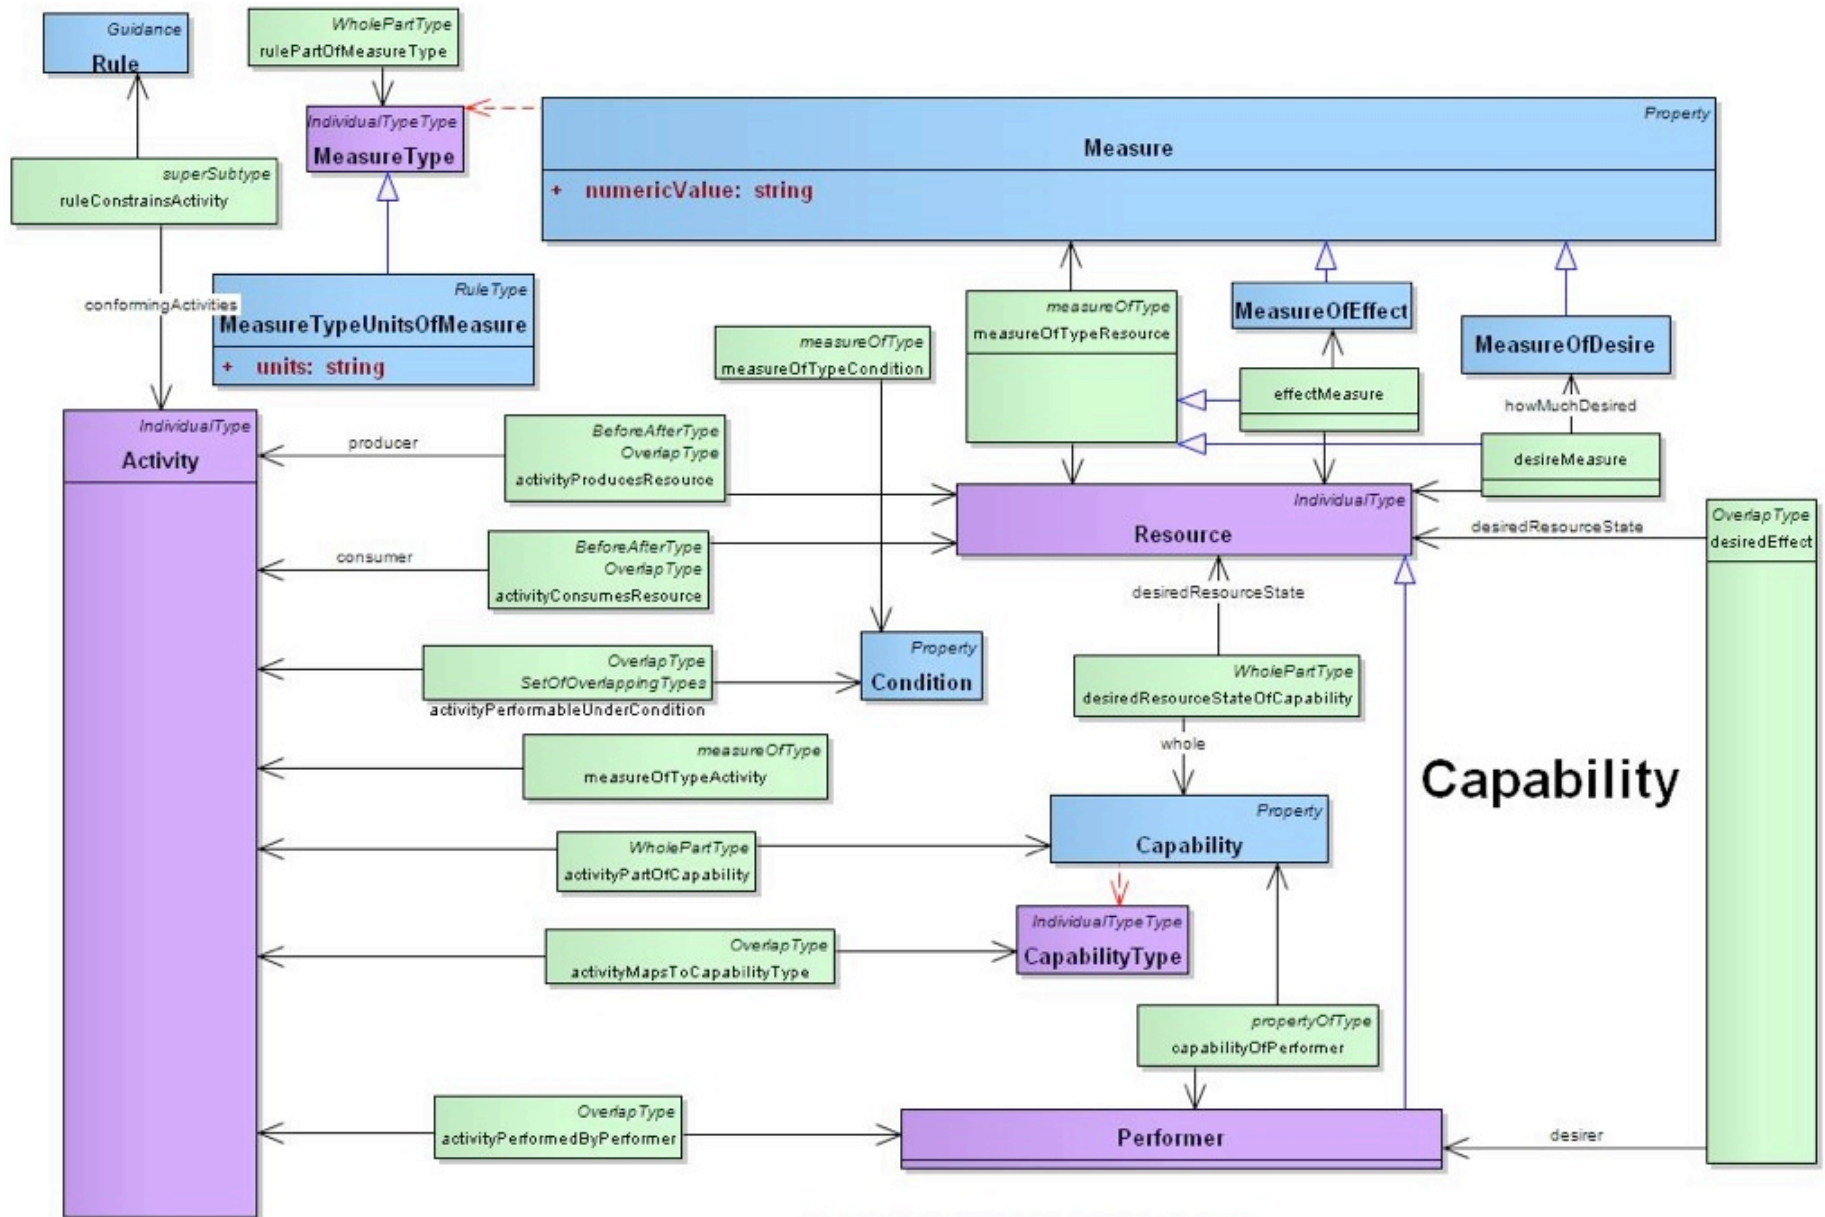 Guidance
Rule
WholePartType
rulePartOfMeasureType
IndividualTypeType
MeasureType
Property
Measure
+ numericValue: string
superSubtype
ruleConstrainsActivity
conformingActivities
RuleType
MeasureTypeUnitsOfMeasure
+ units: string
measureOfType
measureOfTypeCondition
measureOfType
measureOfTypeResource
MeasureOfEffect
MeasureOfDesire
effectMeasure
howMuchDesired
desireMeasure
IndividualType
Activity
producer
BeforeAfterType
OverlapType
activityProducesResource
IndividualType
Resource
desiredResourceState
OverlapType
desiredEffect
consumer
BeforeAfterType
OverlapType
activityConsumesResource
desiredResourceState
OverlapType
SetOfOverlappingTypes
activityPerformableUnderCondition
Property
Condition
WholePartType
desiredResourceStateOfCapability
whole
measureOfType
measureOfTypeActivity
Capability
WholePartType
activityPartOfCapability
Property
Capability
OverlapType
activityMapsToCapabilityType
IndividualTypeType
CapabilityType
propertyOfType
capabilityOfPerformer
OverlapType
activityPerformedByPerformer
Performer
desirer